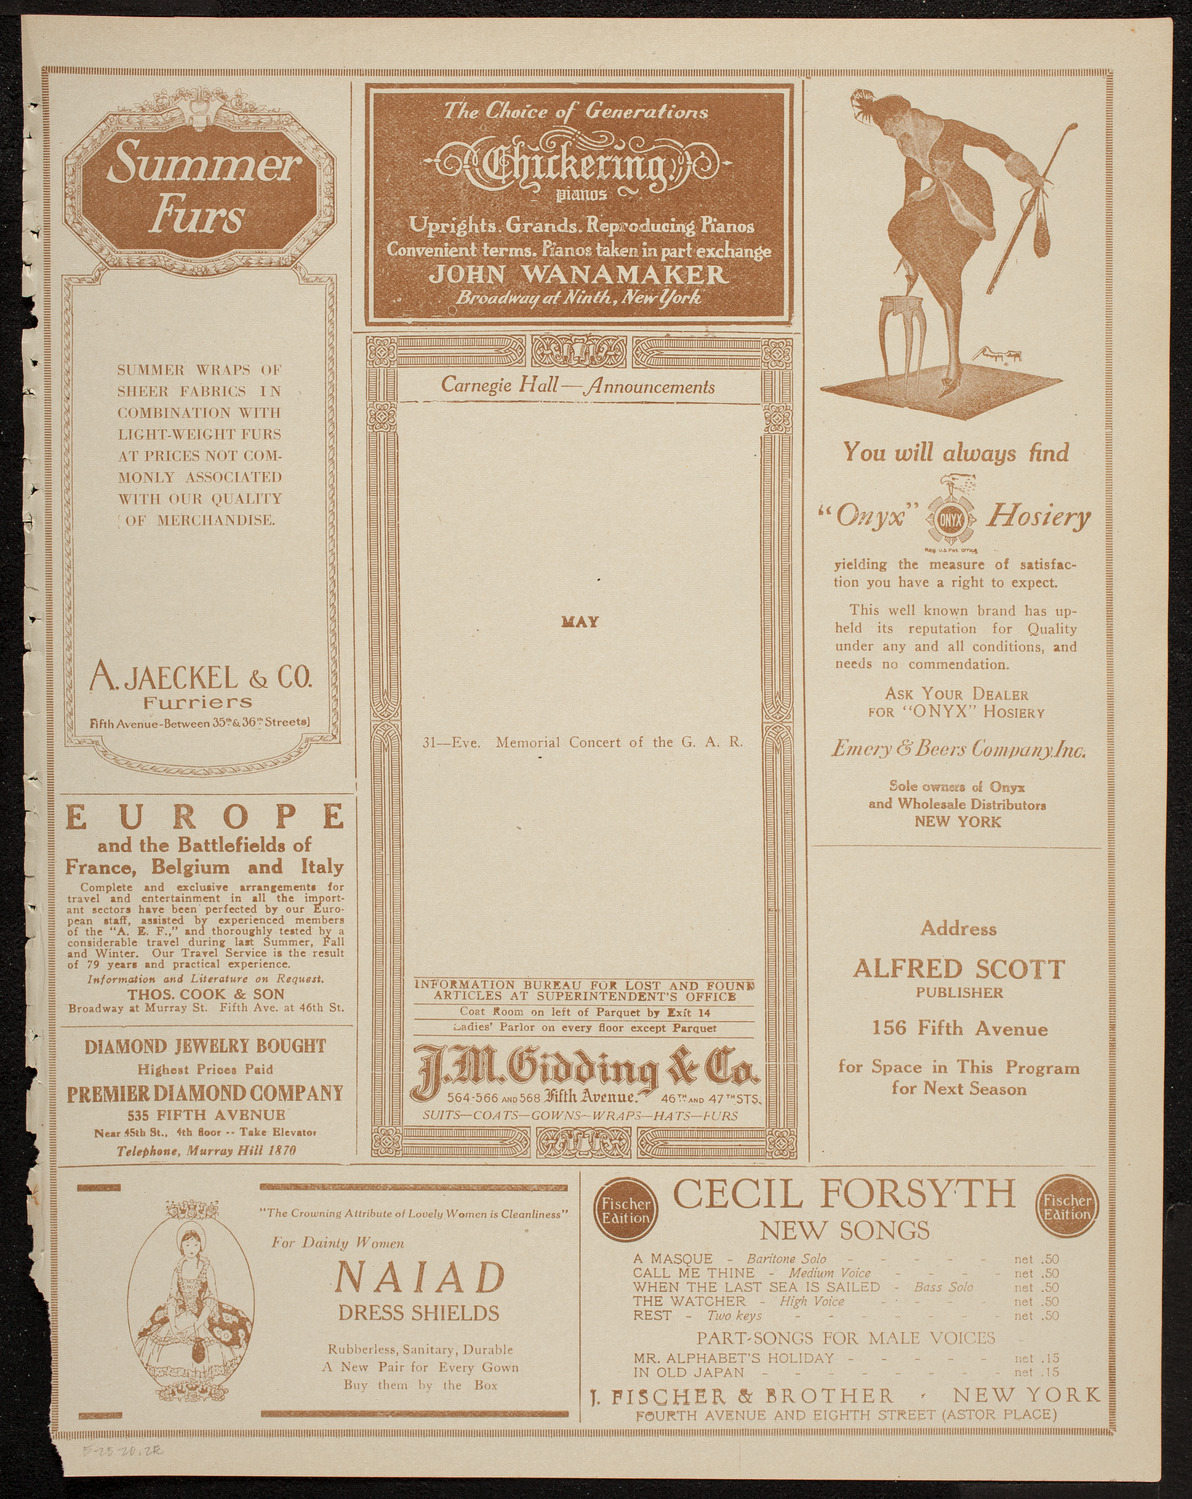 Summer
Furs
SUMMER WRAPS OF
SHEER FABRICS IN
COMBINATION WITH
LIGHT-WEIGHT FURS
AT PRICES NOT COM-
MONLY ASSOCIATED
WITH OUR QUALITY
OF MERCHANDISE.
A. JAECKEL & CO.
Furriers
Fifth Avenue-Between 35th & 36th Streets
EUROPE
and the Battlefields of
France, Belgium and Italy
Complete and exclusive arrangements for
travel and entertainment in all the import-
ant sectors have been perfected by our Euro-
pean staff, assisted by experienced members
of the "A. E. F.," and thoroughly tested by a
considerable travel during last Summer, Fall
and Winter. Our Travel Service is the result
of 79 years and practical experience.
Information and Literature on Request.
THOS. COOK & SON
Broadway at Murray St. Fifth Ave. at 46th St.
DIAMOND JEWELRY BOUGHT
Highest Prices Paid
PREMIER DIAMOND COMPANY
535 FIFTH AVENUE
Near 45th St., 4th floor -- Take Elevator
Telephone, Murray Hill 1870
The Choice of Generations
Chickering
pianos
Uprights. Grands. Reproducing Pianos
Convenient terms. Pianos taken in part exchange
JOHN WANAMAKER
Broadway at Ninth, New York
Carnegie Hall—Announcements
MAY
31—Eve. Memorial Concert of the G. A. R.
INFORMATION BUREAU FOR LOST AND FOUND
ARTICLES AT SUPERINTENDENT'S OFFICE
Coat Room on left of Parquet by Exit 14
Ladies' Parlor on every floor except Parquet
J.M. Gidding & Co.
564-566 AND 568 Fifth Avenue. 46TH AND 47TH STS.
SUITS—COATS—GOWNS—WRAPS—HATS—FURS
You will always find
"Onyx" ONYX Hosiery
Reg. U.S. Pat. Office
yielding the measure of satisfac-
tion you have a right to expect.
This well known brand has up-
held its reputation for Quality
under any and all conditions, and
needs no commendation.
ASK YOUR DEALER
FOR "ONYX" HOSIERY
Emery & Beers Company, Inc.
Sole owners of Onyx
and Wholesale Distributors
NEW YORK
Address
ALFRED SCOTT
PUBLISHER
156 Fifth Avenue
for Space in This Program
for Next Season
"The Crowning Attribute of Lovely Women is Cleanliness"
For Dainty Women
NAIAD
DRESS SHIELDS
Rubberless, Sanitary, Durable
A New Pair for Every Gown
Buy them by the Box
Fischer Edition
CECIL FORSYTH
Fischer Edition
NEW SONGS
A MASQUE - Baritone Solo - - - - - net .50
CALL ME THINE - Medium Voice - - - - net .50
WHEN THE LAST SEA IS SAILED - Bass Solo - net .50
THE WATCHER - High Voice - - - - net .50
REST - Two keys - - - - - - net .50
PART-SONGS FOR MALE VOICES
MR. ALPHABET'S HOLIDAY - - - - - net .15
IN OLD JAPAN - - - - - - - net .15
J. FISCHER & BROTHER - NEW YORK
FOURTH AVENUE AND EIGHTH STREET (ASTOR PLACE)
5-25-20.2R